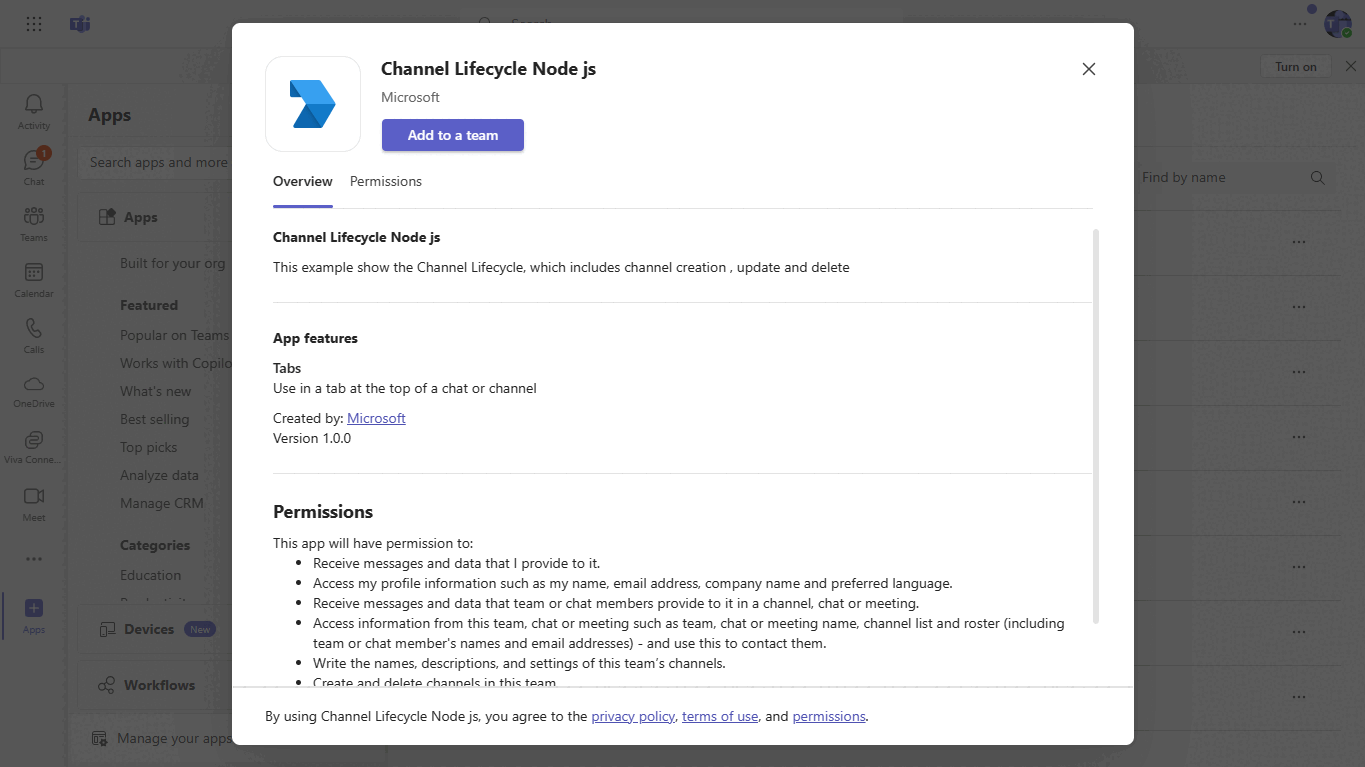 Search
Turn on
Activity
1
Chat
Teams
Calendar
Calls
OneDrive
Viva Conne...
Meet
Apps
Apps
Search apps and more
Apps
Built for your org
Featured
Popular on Teams
Works with Copilo
What's new
Best selling
Top picks
Analyze data
Manage CRM
Categories
Education
Devices New
Workflows
Manage your apps
Find by name
Channel Lifecycle Node js
Microsoft
Add to a team
Overview Permissions
Channel Lifecycle Node js
This example show the Channel Lifecycle, which includes channel creation , update and delete
App features
Tabs
Use in a tab at the top of a chat or channel
Created by: Microsoft
Version 1.0.0
Permissions
This app will have permission to:
Receive messages and data that I provide to it.
Access my profile information such as my name, email address, company name and preferred language.
Receive messages and data that team or chat members provide to it in a channel, chat or meeting.
Access information from this team, chat or meeting such as team, chat or meeting name, channel list and roster (including
team or chat member's names and email addresses) - and use this to contact them.
Write the names, descriptions, and settings of this team's channels.
Create and delete channels in this team
By using Channel Lifecycle Node js, you agree to the privacy policy, terms of use, and permissions.